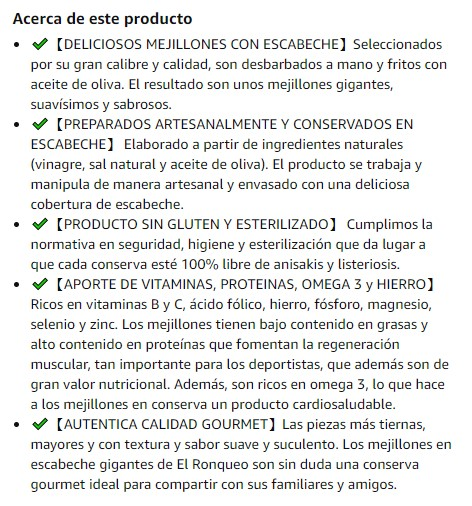 Acerca de este producto
• ✔【DELICIOSOS MEJILLONES CON ESCABECHE】Seleccionados
por su gran calibre y calidad, son desbarbados a mano y fritos con
aceite de oliva. El resultado son unos mejillones gigantes,
suavísimos y sabrosos.
• ✔【PREPARADOS ARTESANALMENTE Y CONSERVADOS EN
ESCABECHE】 Elaborado a partir de ingredientes naturales
(vinagre, sal natural y aceite de oliva). El producto se trabaja y
manipula de manera artesanal y envasado con una deliciosa
cobertura de escabeche.
• ✔【PRODUCTO SIN GLUTEN Y ESTERILIZADO】 Cumplimos la
normativa en seguridad, higiene y esterilización que da lugar a
que cada conserva esté 100% libre de anisakis y listeriosis.
• ✔【APORTE DE VITAMINAS, PROTEINAS, OMEGA 3 y HIERRO】
Ricos en vitaminas B y C, ácido fólico, hierro, fósforo, magnesio,
selenio y zinc. Los mejillones tienen bajo contenido en grasas y
alto contenido en proteínas que fomentan la regeneración
muscular, tan importante para los deportistas, que además son de
gran valor nutricional. Además, son ricos en omega 3, lo que hace
a los mejillones en conserva un producto cardiosaludable.
• ✔【AUTENTICA CALIDAD GOURMET】Las piezas más tiernas,
mayores y con textura y sabor suave y suculento. Los mejillones en
escabeche gigantes de El Ronqueo son sin duda una conserva
gourmet ideal para compartir con sus familiares y amigos.